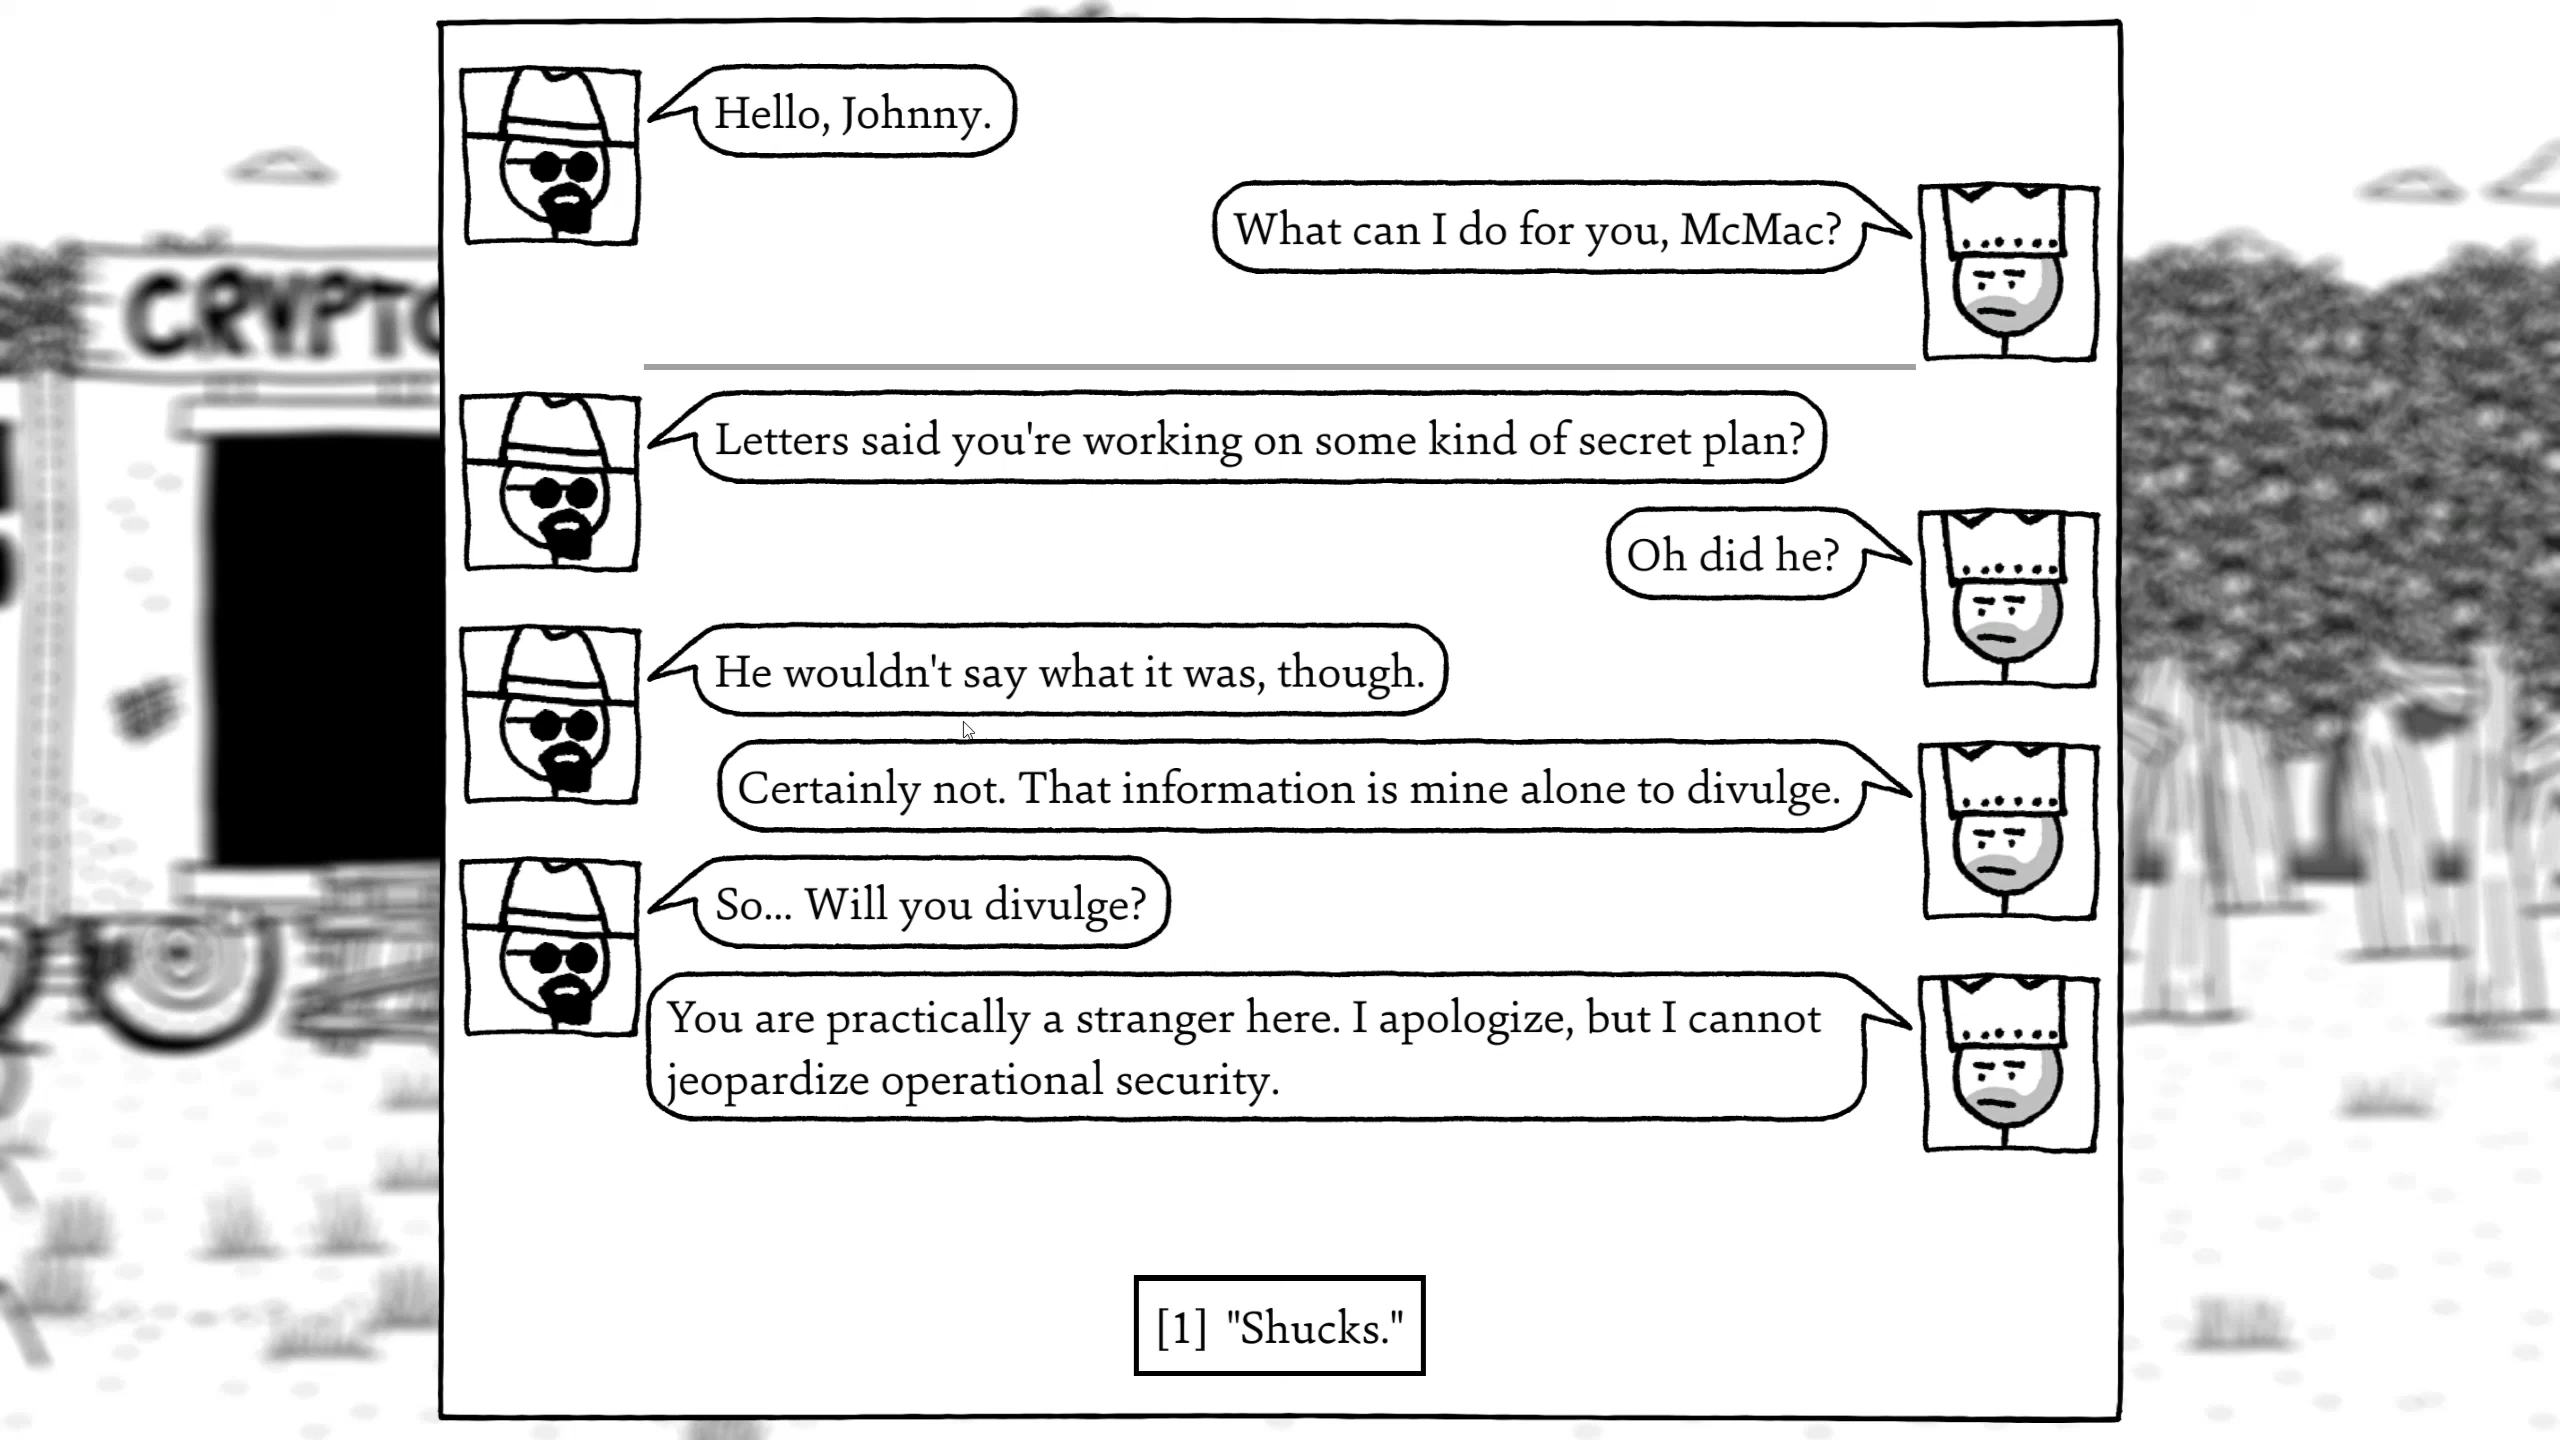 CRYPTO
Hello, Johnny.
What can I do for you, McMac?
Letters said you're working on some kind of secret plan?
Oh did he?
He wouldn't say what it was, though.
Certainly not. That information is mine alone to divulge.
So... Will you divulge?
You are practically a stranger here. I apologize, but I cannot
jeopardize operational security.
[1] "Shucks."